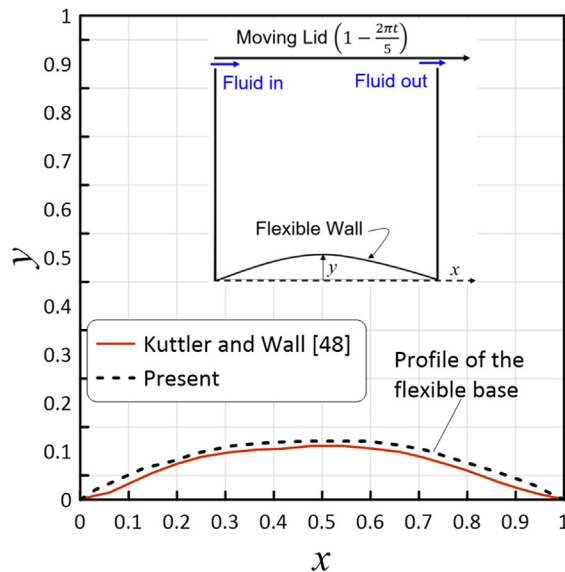 1
0.9
0.8
0.7
0.6
0.5
0.4
0.3
0.2
0.1
0
y
Moving Lid (1 − 2πt/5)
Fluid in
Fluid out
Flexible Wall
y
x
Kuttler and Wall [48]
Present
Profile of the
flexible base
0 0.1 0.2 0.3 0.4 0.5 0.6 0.7 0.8 0.9 1
x